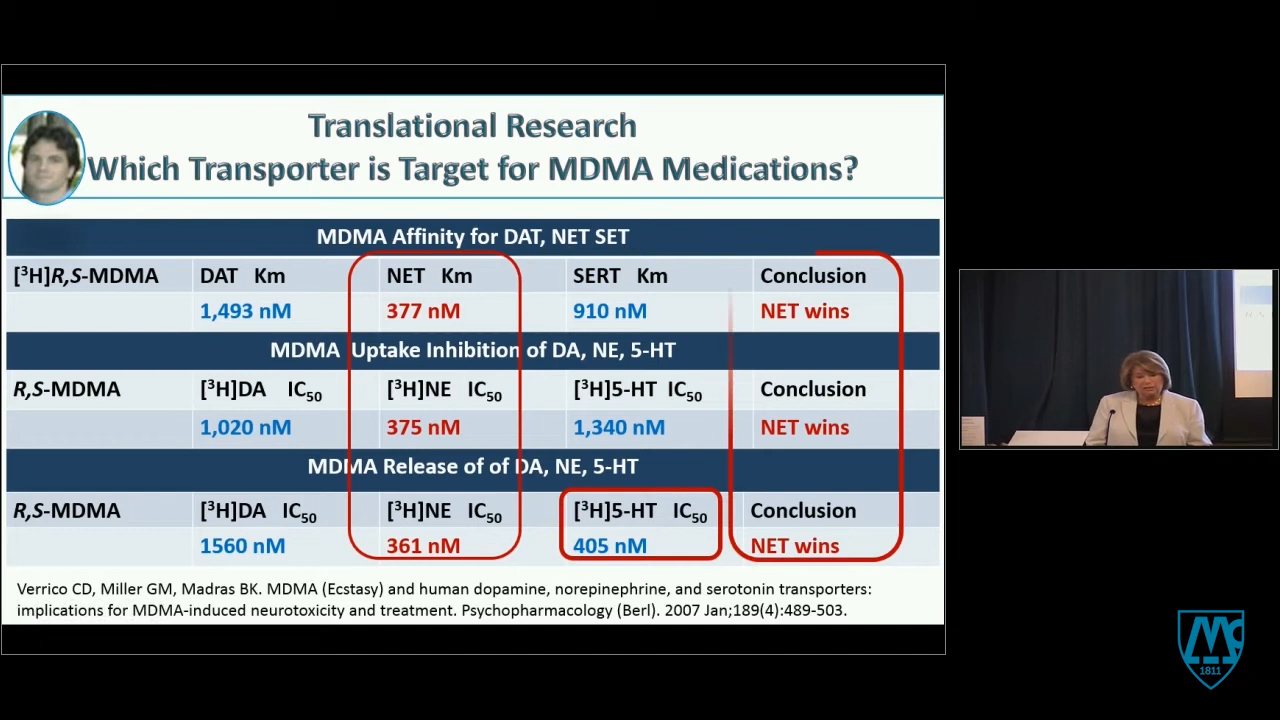 Translational Research
Which Transporter is Target for MDMA Medications?
MDMA Affinity for DAT, NET SET
[³H]R,S-MDMA DAT Km NET Km SERT Km Conclusion
1,493 nM 377 nM 910 nM NET wins
MDMA Uptake Inhibition of DA, NE, 5-HT
R,S-MDMA [³H]DA IC₅₀ [³H]NE IC₅₀ [³H]5-HT IC₅₀ Conclusion
1,020 nM 375 nM 1,340 nM NET wins
MDMA Release of of DA, NE, 5-HT
R,S-MDMA [³H]DA IC₅₀ [³H]NE IC₅₀ [³H]5-HT IC₅₀ Conclusion
1560 nM 361 nM 405 nM NET wins
Verrico CD, Miller GM, Madras BK. MDMA (Ecstasy) and human dopamine, norepinephrine, and serotonin transporters:
implications for MDMA-induced neurotoxicity and treatment. Psychopharmacology (Berl). 2007 Jan;189(4):489-503.
1811